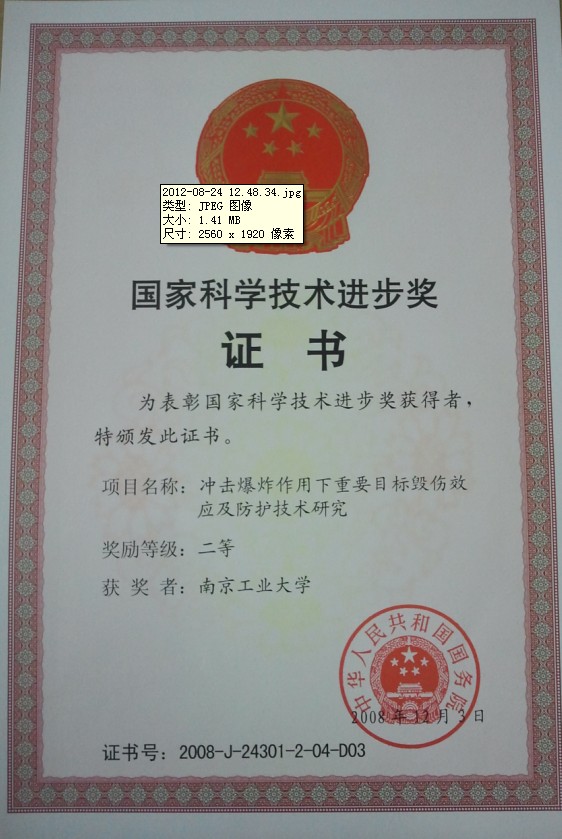 2012-08-24 12.48.34.jpg
类型: JPEG 图像
大小: 1.41 MB
尺寸: 2560 x 1920 像素
国家科学技术进步奖
证 书
为表彰国家科学技术进步奖获得者，
特颁发此证书。
项目名称：冲击爆炸作用下重要目标毁伤效
应及防护技术研究
奖励等级：二等
获 奖 者：南京工业大学
中华人民共和国国务院
2008 年 12 月 3 日
证书号：2008-J-24301-2-04-D03